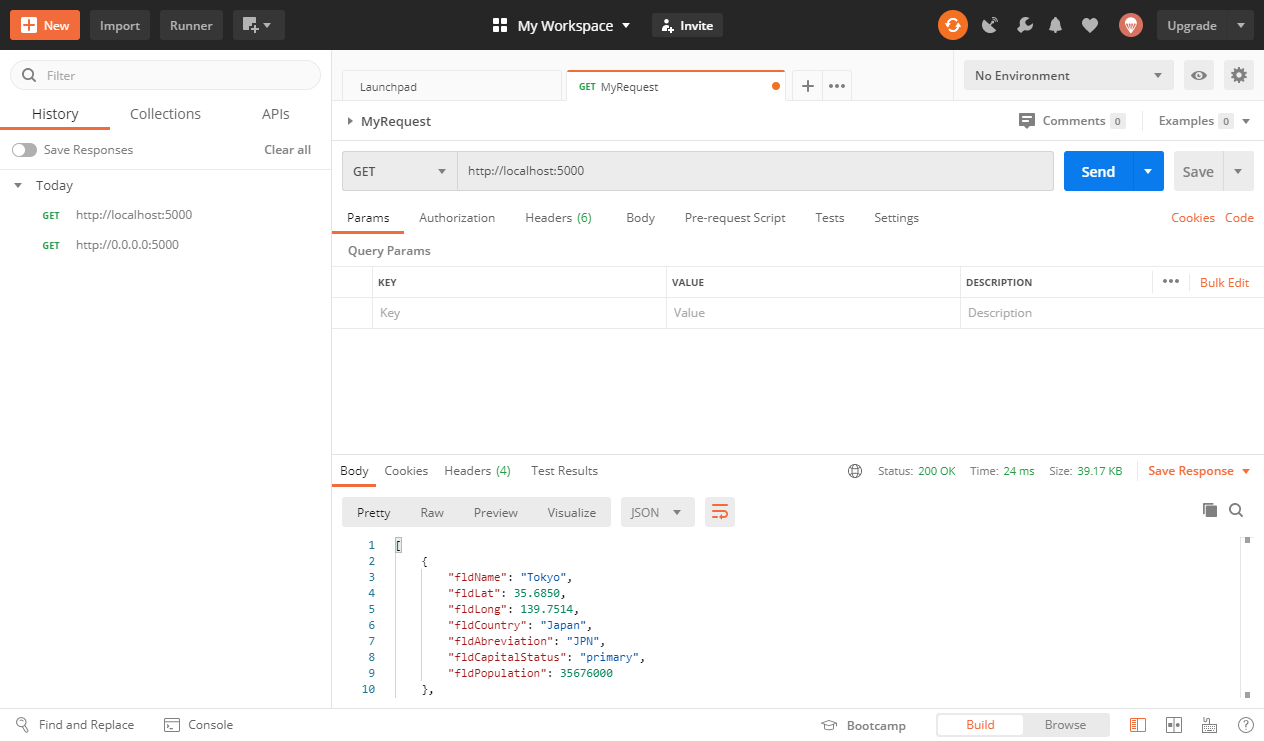 New Import Runner My Workspace Invite Upgrade
Filter
History Collections APIs
Save Responses Clear all
Today
GET http://localhost:5000
GET http://0.0.0.0:5000
Launchpad GET MyRequest No Environment
MyRequest Comments 0 Examples 0
GET http://localhost:5000 Send Save
Params Authorization Headers (6) Body Pre-request Script Tests Settings Cookies Code
Query Params
KEY VALUE DESCRIPTION Bulk Edit
Key Value Description
Body Cookies Headers (4) Test Results Status: 200 OK Time: 24 ms Size: 39.17 KB Save Response
Pretty Raw Preview Visualize JSON
1 [
2 {
3 "fldName": "Tokyo",
4 "fldLat": 35.6850,
5 "fldLong": 139.7514,
6 "fldCountry": "Japan",
7 "fldAbreviation": "JPN",
8 "fldCapitalStatus": "primary",
9 "fldPopulation": 35676000
10 },
Find and Replace Console Bootcamp Build Browse